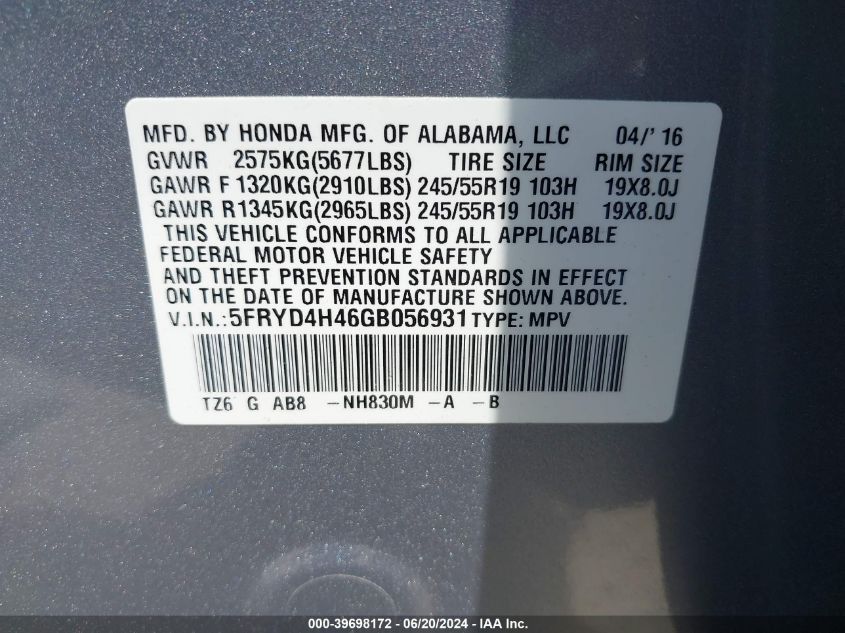 MFD. BY HONDA MFG. OF ALABAMA, LLC 04/' 16
GVWR 2575KG(5677LBS) TIRE SIZE RIM SIZE
GAWR F 1320KG(2910LBS) 245/55R19 103H 19X8.0J
GAWR R 1345KG(2965LBS) 245/55R19 103H 19X8.0J
THIS VEHICLE CONFORMS TO ALL APPLICABLE
FEDERAL MOTOR VEHICLE SAFETY
AND THEFT PREVENTION STANDARDS IN EFFECT
ON THE DATE OF MANUFACTURE SHOWN ABOVE.
V.I.N.: 5FRYD4H46GB056931 TYPE: MPV
TZ6 G AB8 -NH830M -A -B
000-39698172 - 06/20/2024 - IAA Inc.